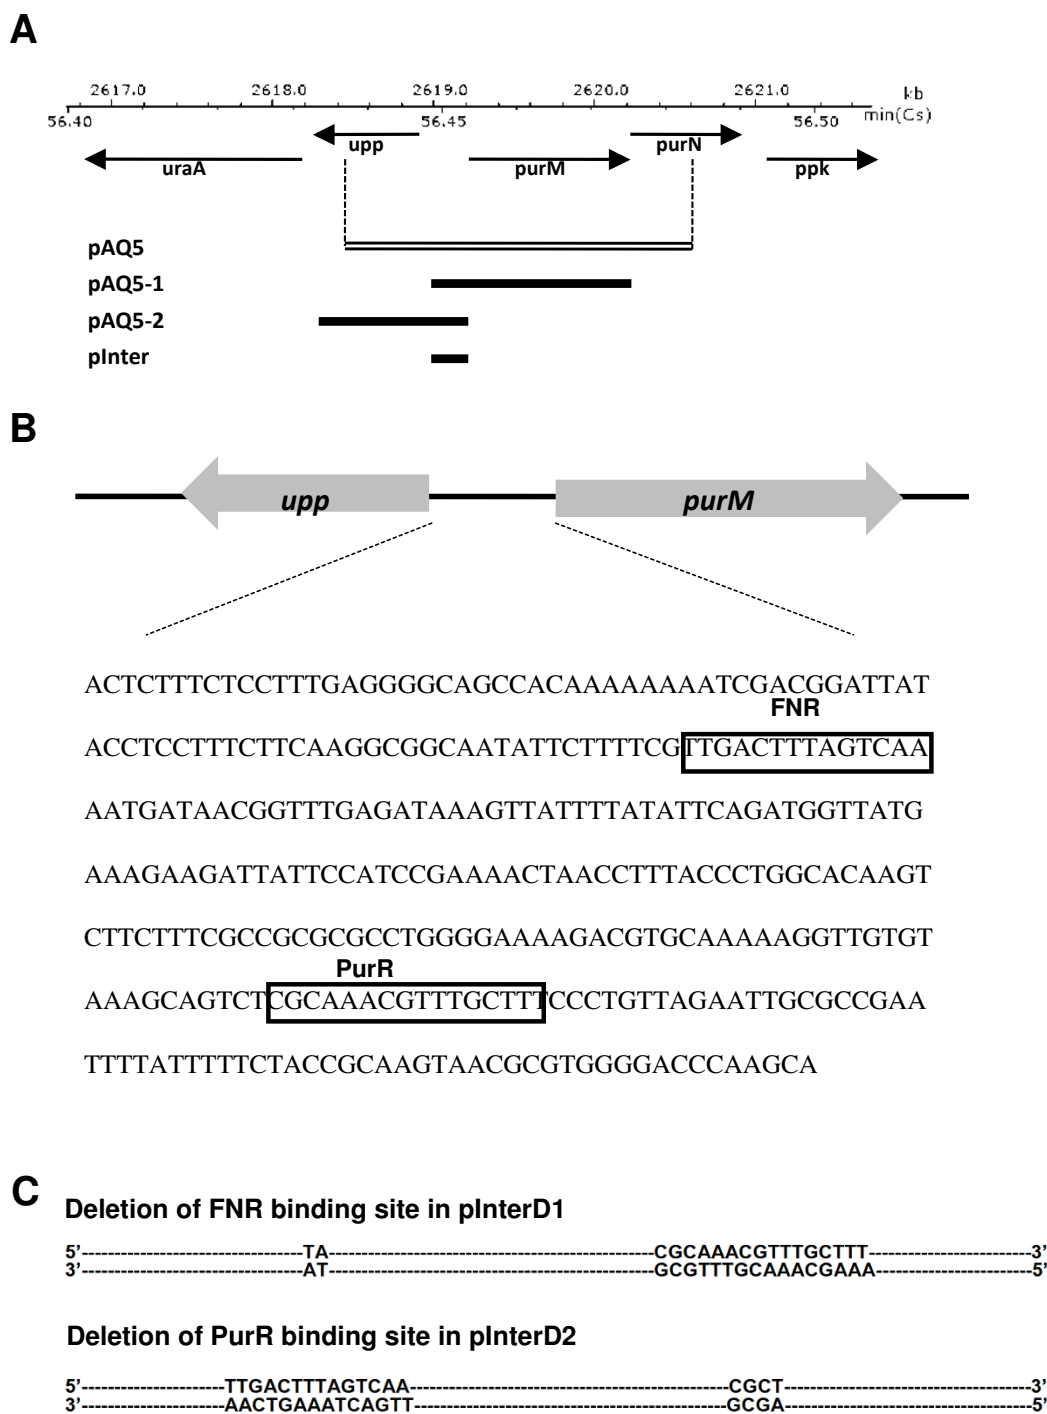 A
2617.0 2618.0 2619.0 2620.0 2621.0 kb
56.40 56.45 56.50 min(Cs)
upp purN
uraA purM ppk
pAQ5
pAQ5-1
pAQ5-2
pInter
B
upp purM
ACTCTTTCTCCTTTGAGGGGCAGCCACAAAAAAAATCGACGGATTAT
FNR
ACCTCCTTTCTTCAAGGCGGCAATATTCTTTTCGTTGACTTTAGTCAA
AATGATAACGGTTTGAGATAAAGTTATTTTATATTCAGATGGTTATG
AAAGAAGATTATTCCATCCGAAAACTAACCTTTACCCTGGCACAAGT
CTTCTTTCGCCGCGCGCCTGGGGAAAAGACGTGCAAAAAGGTTGTGT
PurR
AAAGCAGTCTCGCAAACGTTTGCTTTCCCTGTTAGAATTGCGCCGAA
TTTTATTTTTCTACCGCAAGTAACGCGTGGGGACCCAAGCA
C
Deletion of FNR binding site in pInterD1
5’---------------------------TA----------------------------------------CGCAAACGTTTGCTTT--------------------3’
3’---------------------------AT----------------------------------------GCGTTTGCAAACGAAA-------------------5’
Deletion of PurR binding site in pInterD2
5’-----------------TTGACTTTAGTCAA---------------------------------------CGCT------------------------------3’
3’-----------------AACTGAAATCAGTT--------------------------------------GCGA------------------------------5’